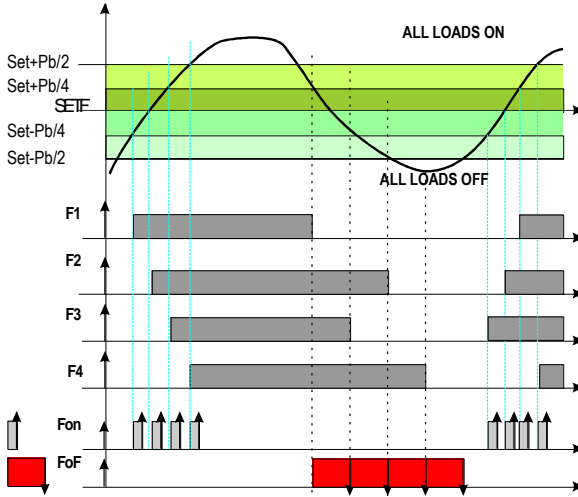 ALL LOADS ON
Set+Pb/2
Set+Pb/4
SETF
Set-Pb/4
Set-Pb/2
ALL LOADS OFF
F1
F2
F3
F4
Fon
FoF